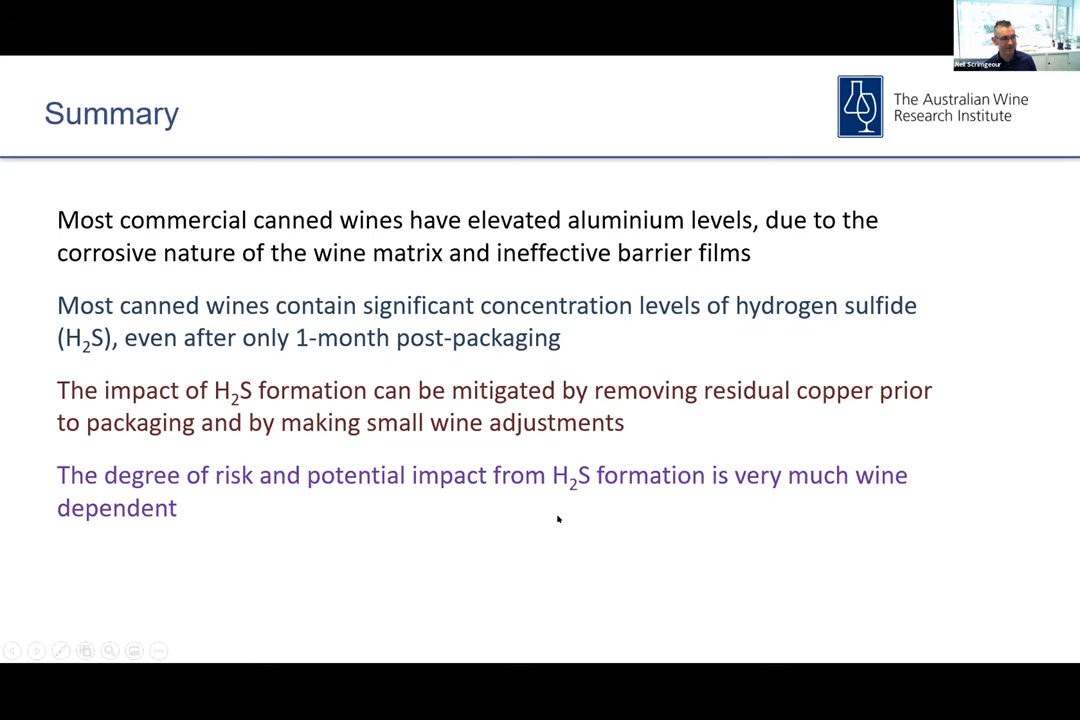 Neil Scrimgeour
Summary
The Australian Wine
Research Institute
Most commercial canned wines have elevated aluminium levels, due to the
corrosive nature of the wine matrix and ineffective barrier films
Most canned wines contain significant concentration levels of hydrogen sulfide
(H₂S), even after only 1-month post-packaging
The impact of H₂S formation can be mitigated by removing residual copper prior
to packaging and by making small wine adjustments
The degree of risk and potential impact from H₂S formation is very much wine
dependent